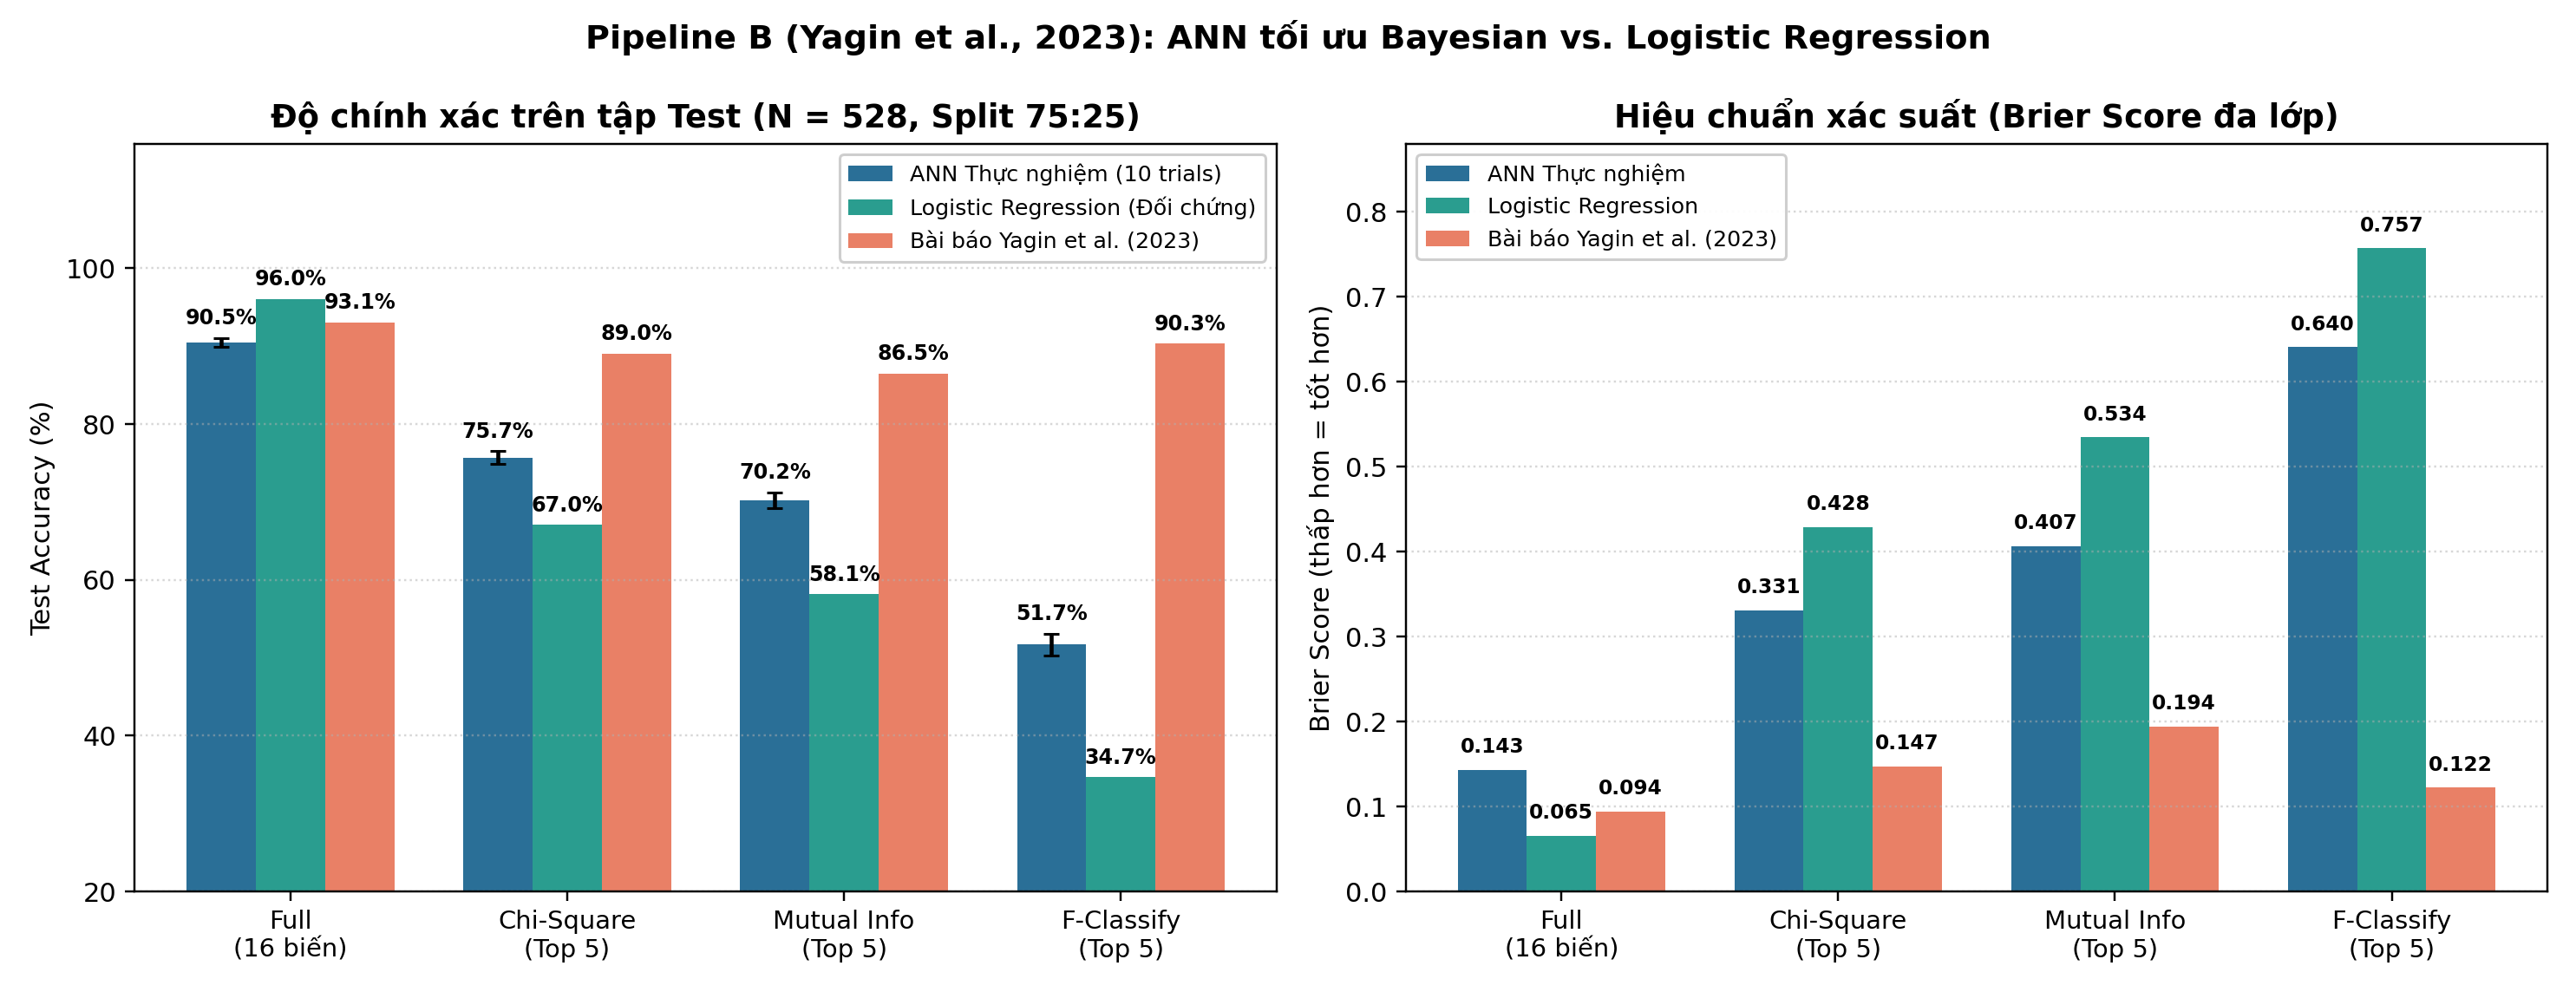 Pipeline B (Yagin et al., 2023): ANN tối ưu Bayesian vs. Logistic Regression
Độ chính xác trên tập Test (N = 528, Split 75:25)
ANN Thực nghiệm (10 trials)
Logistic Regression (Đối chứng)
Bài báo Yagin et al. (2023)
Test Accuracy (%)
100
80
60
40
20
90.5%
96.0%
93.1%
75.7%
67.0%
89.0%
70.2%
58.1%
86.5%
51.7%
34.7%
90.3%
Full
(16 biến)
Chi-Square
(Top 5)
Mutual Info
(Top 5)
F-Classify
(Top 5)
Hiệu chuẩn xác suất (Brier Score đa lớp)
ANN Thực nghiệm
Logistic Regression
Bài báo Yagin et al. (2023)
Brier Score (thấp hơn = tốt hơn)
0.8
0.7
0.6
0.5
0.4
0.3
0.2
0.1
0.0
0.143
0.065
0.094
0.331
0.428
0.147
0.407
0.534
0.194
0.640
0.757
0.122
Full
(16 biến)
Chi-Square
(Top 5)
Mutual Info
(Top 5)
F-Classify
(Top 5)